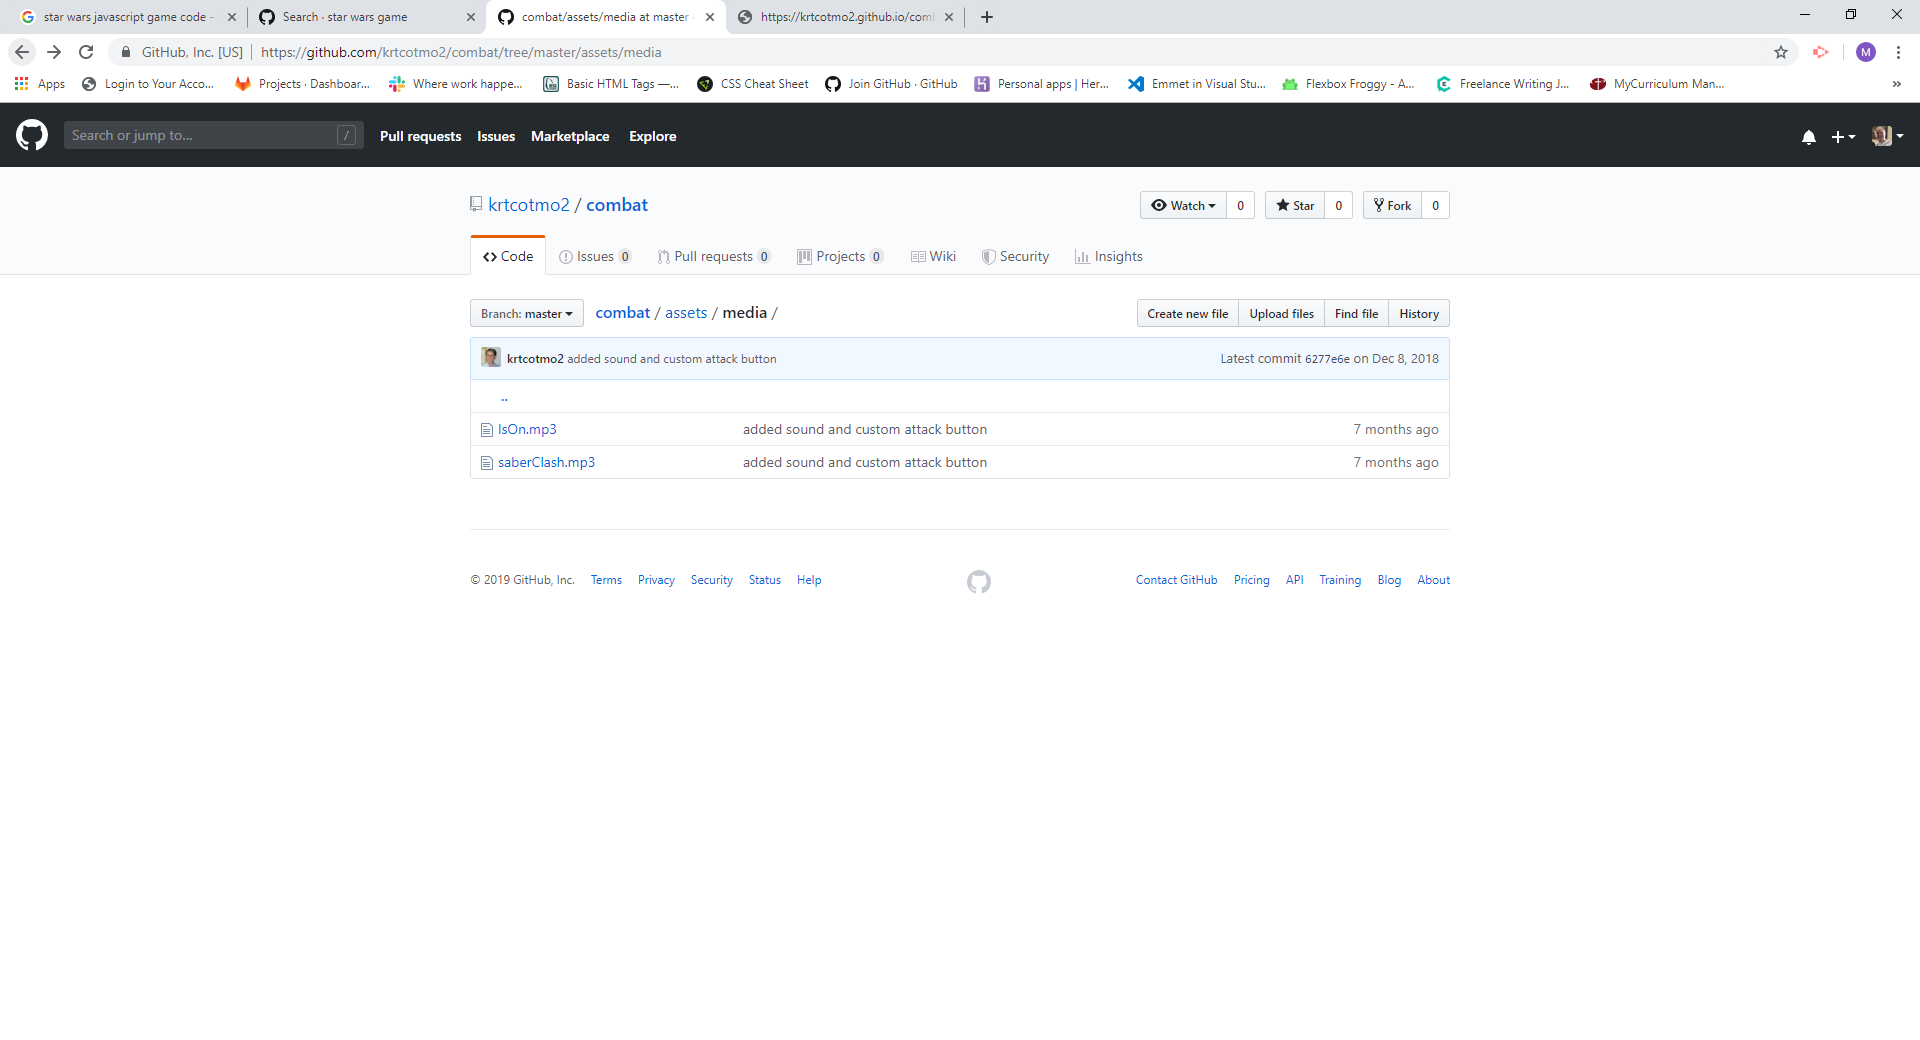 star wars javascript game code -
Search · star wars game
combat/assets/media at master
https://krtcotmo2.github.io/com
GitHub, Inc. [US] https://github.com/krtcotmo2/combat/tree/master/assets/media
M
Apps Login to Your Acco... Projects · Dashboar... Where work happe... Basic HTML Tags —... CSS Cheat Sheet Join GitHub · GitHub Personal apps | Her... Emmet in Visual Stu... Flexbox Froggy - A... Freelance Writing J... MyCurriculum Man... »
Search or jump to... / Pull requests Issues Marketplace Explore
krtcotmo2 / combat Watch 0 Star 0 Fork 0
Code Issues 0 Pull requests 0 Projects 0 Wiki Security Insights
Branch: master combat / assets / media / Create new file Upload files Find file History
krtcotmo2 added sound and custom attack button Latest commit 6277e6e on Dec 8, 2018
..
lsOn.mp3 added sound and custom attack button 7 months ago
saberClash.mp3 added sound and custom attack button 7 months ago
© 2019 GitHub, Inc. Terms Privacy Security Status Help Contact GitHub Pricing API Training Blog About